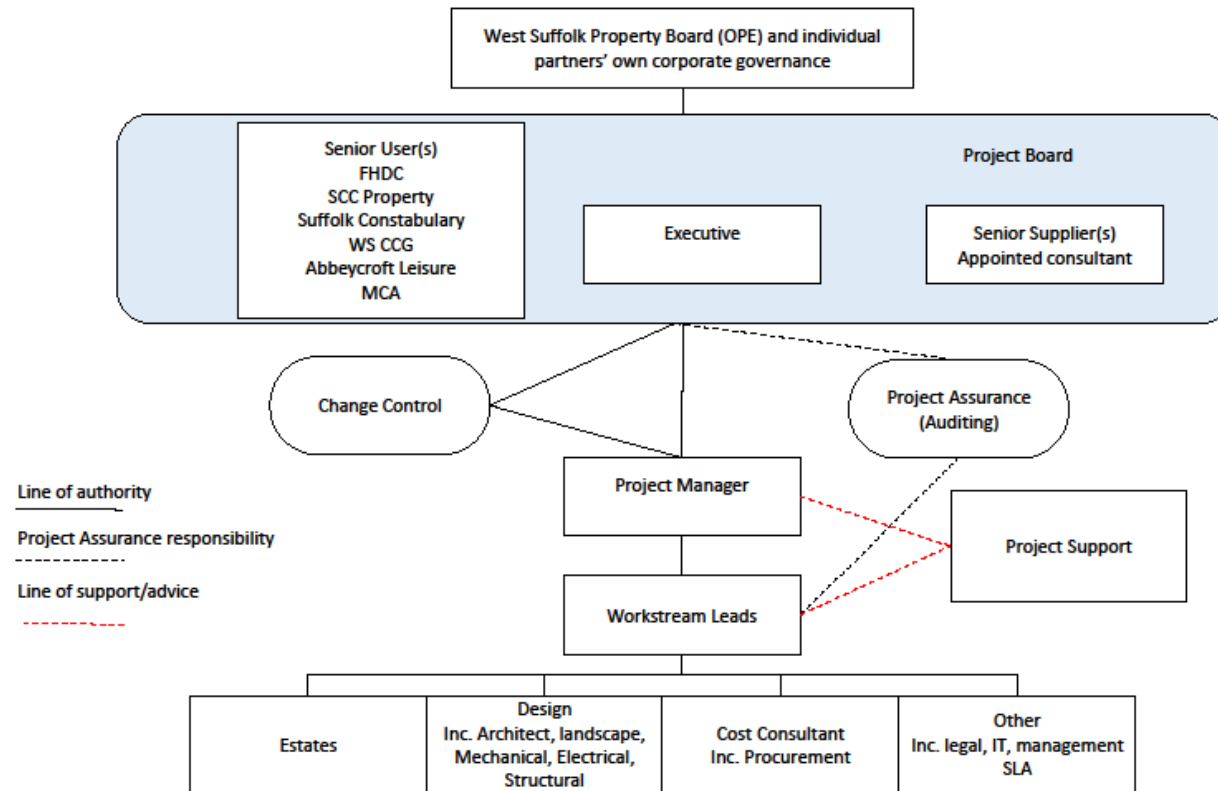 West Suffolk Property Board (OPE) and individual
partners' own corporate governance
Project Board
Senior User(s)
FHDC
SCC Property
Suffolk Constabulary
WS CCG
Abbeycroft Leisure
MCA
Executive
Senior Supplier(s)
Appointed consultant
Change Control
Project Assurance
(Auditing)
Project Manager
Project Support
Workstream Leads
Line of authority
Project Assurance responsibility
Line of support/advice
Estates
Design
Inc. Architect, landscape,
Mechanical, Electrical,
Structural
Cost Consultant
Inc. Procurement
Other
Inc. legal, IT, management
SLA